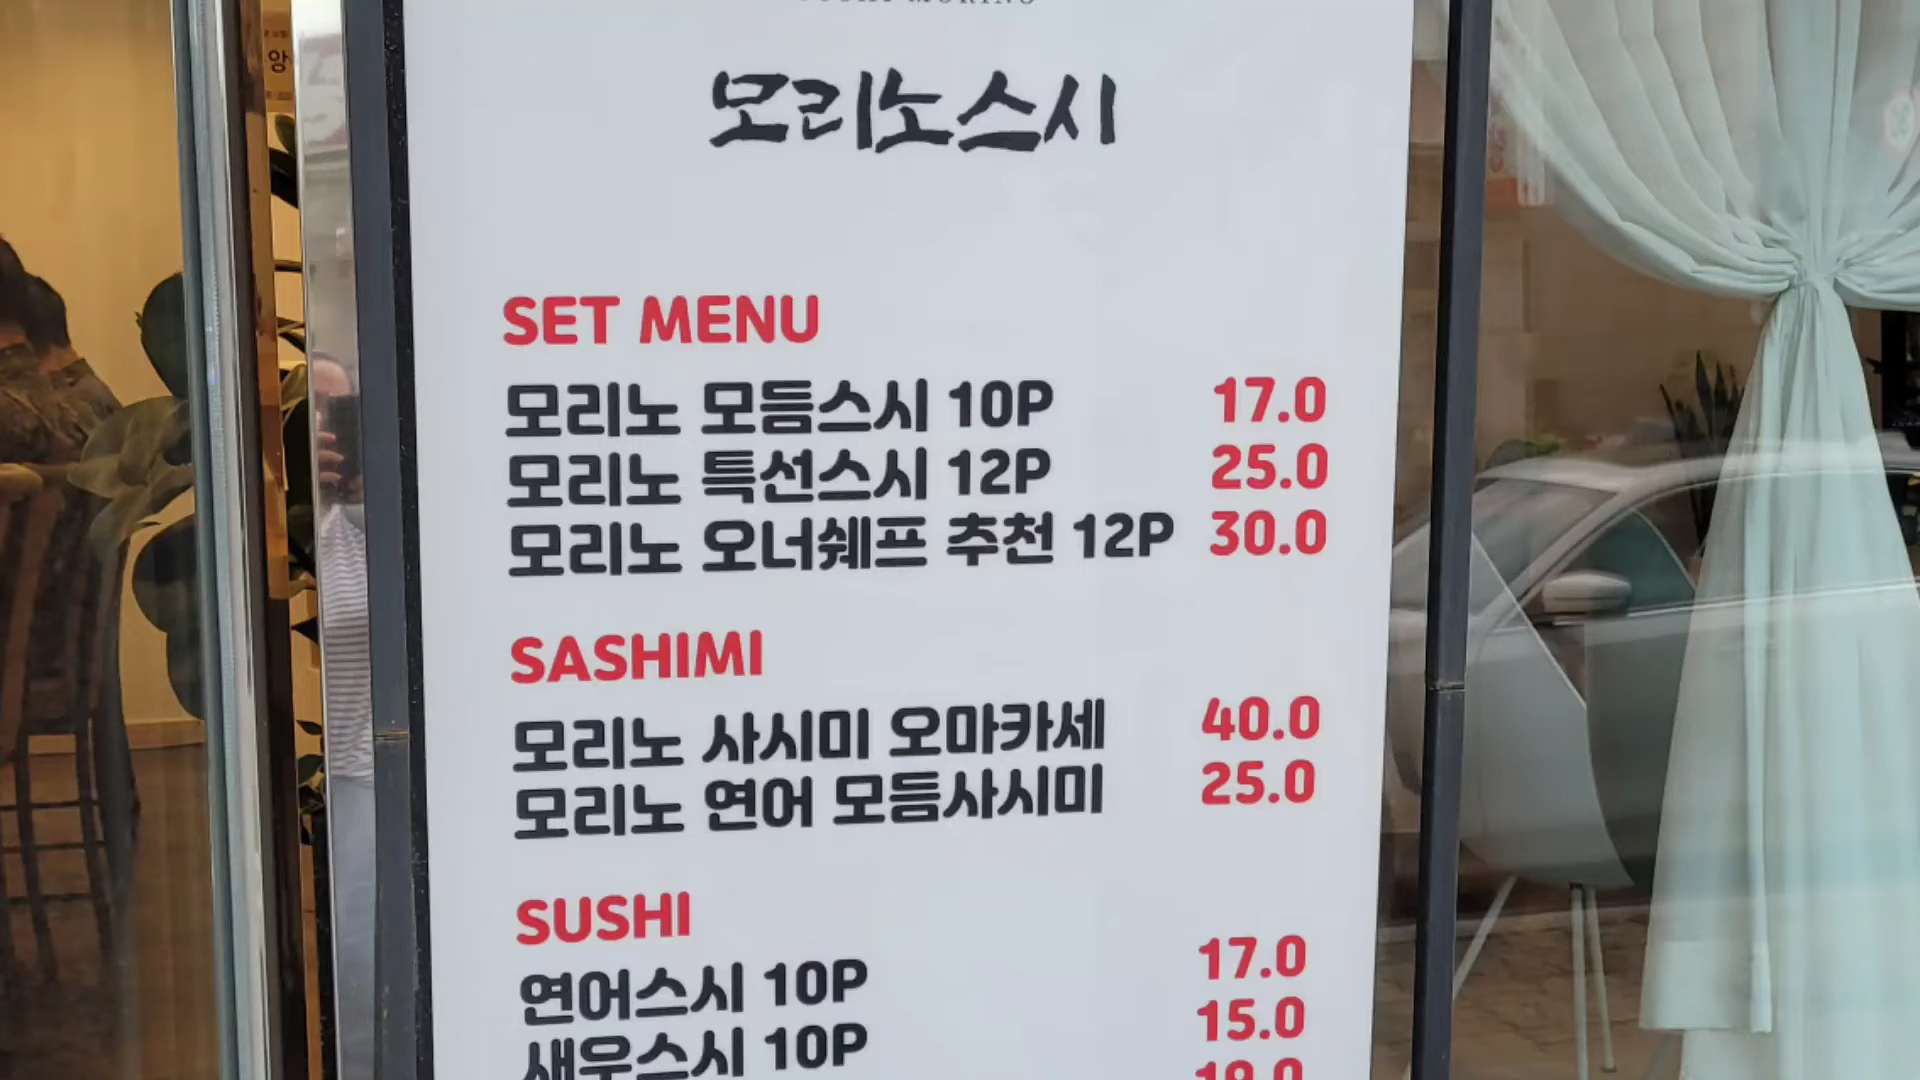 SUSHI MORINO
모리노스시
SET MENU
모리노 모듬스시 10P 17.0
모리노 특선스시 12P 25.0
모리노 오너쉐프 추천 12P 30.0
SASHIMI
모리노 사시미 오마카세 40.0
모리노 연어 모듬사시미 25.0
SUSHI
연어스시 10P 17.0
새우스시 10P 15.0